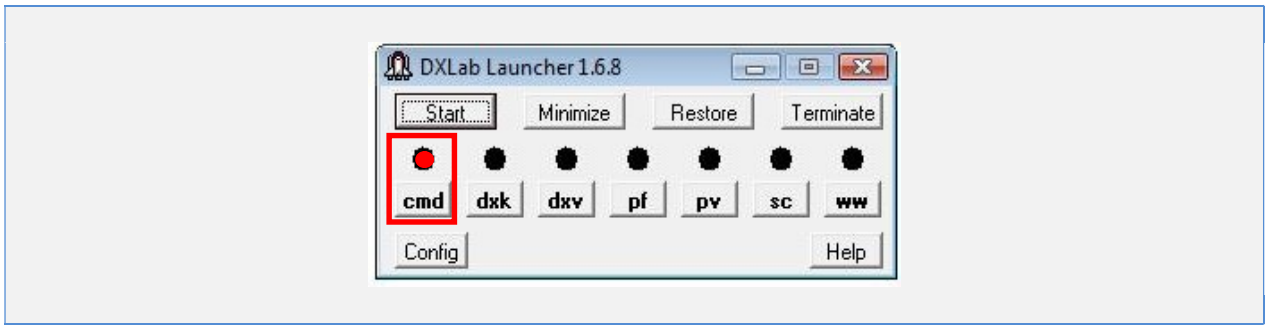 DXLab Launcher 1.6.8
Start Minimize Restore Terminate
cmd dxk dxv pf pv sc ww
Config Help